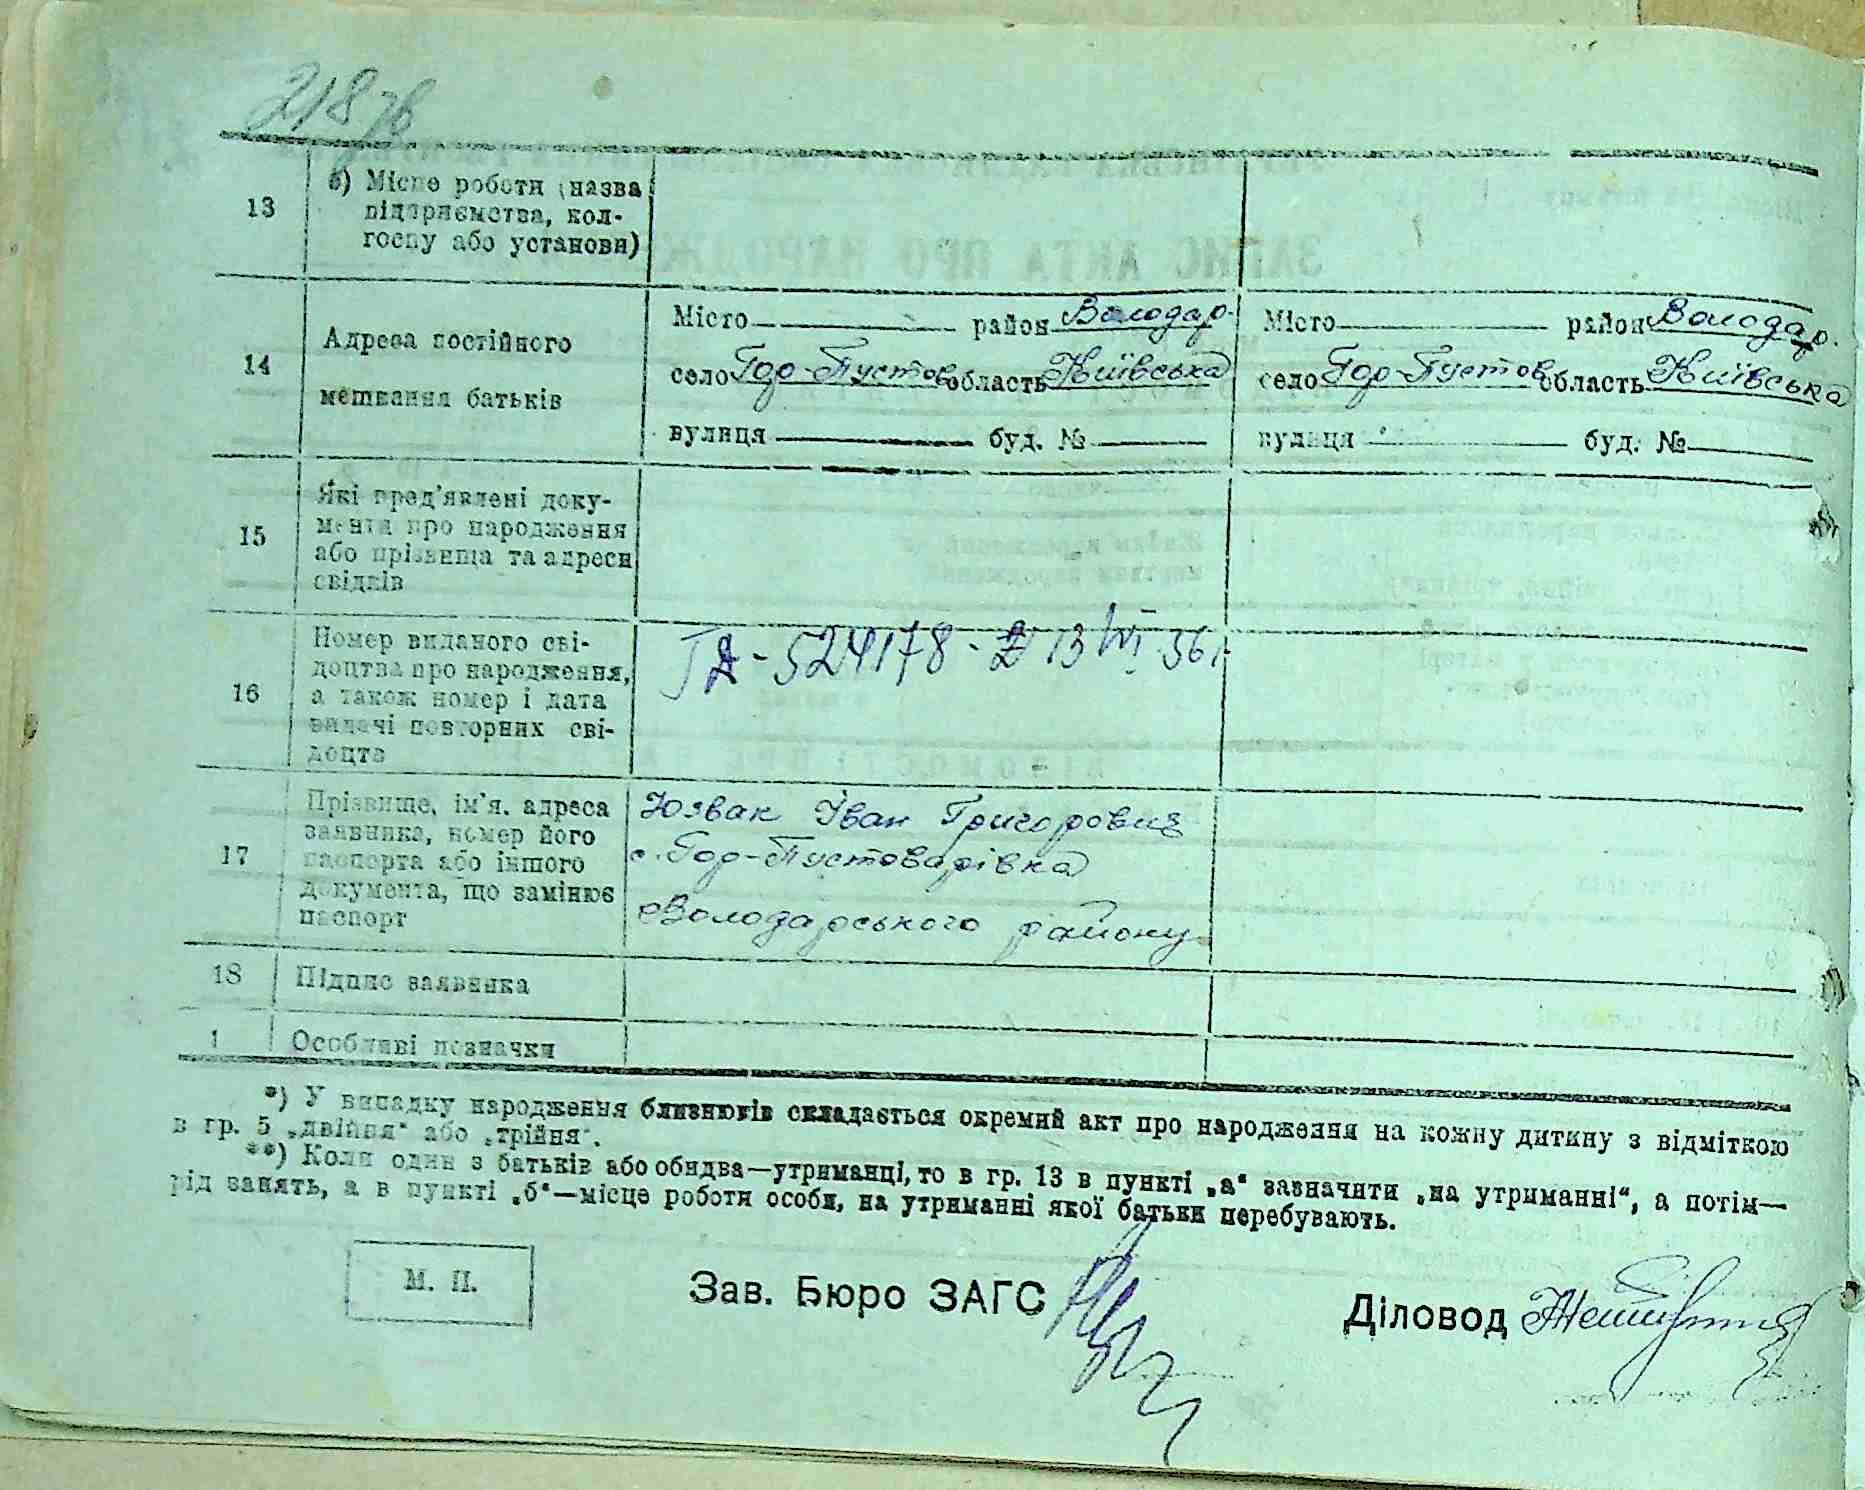 218 зв
13
б) Місце роботи (назва
підприємства, кол-
госпу або установи)
14
Адреса постійного
мешкання батьків
Місто — район Володар.
село Гор-Пустов область Київська
вулиця — буд. № —
Місто — район Володар.
село Гор-Пустов область Київська
вулиця — буд. № —
15
Які пред'явлені доку-
менти про народження
або прізвища та адреси
свідків
16
Номер виданого сві-
доцтва про народження,
а також номер і дата
видачі повторних сві-
доцтв
524178 - 13 VI 56 г.
17
Прізвище, ім'я, адреса
заявника, номер його
паспорта або іншого
документа, що замінює
паспорт
Юзвак Іван Григорович
с. Гор-Пустоварівка
Володарського району
18
Підпис заявника
1
Особливі позначки
*) У випадку народження близнюків складається окремий акт про народження на кожну дитину з відміткою
в гр. 5 „двійня" або „трійня".
**) Коли один з батьків або обидва—утриманці, то в гр. 13 в пункті „а" зазначити „на утриманні", а потім—
рід занять, а в пункті „б"—місце роботи особи, на утриманні якої батьки перебувають.
М. П.
Зав. Бюро ЗАГС
Діловод